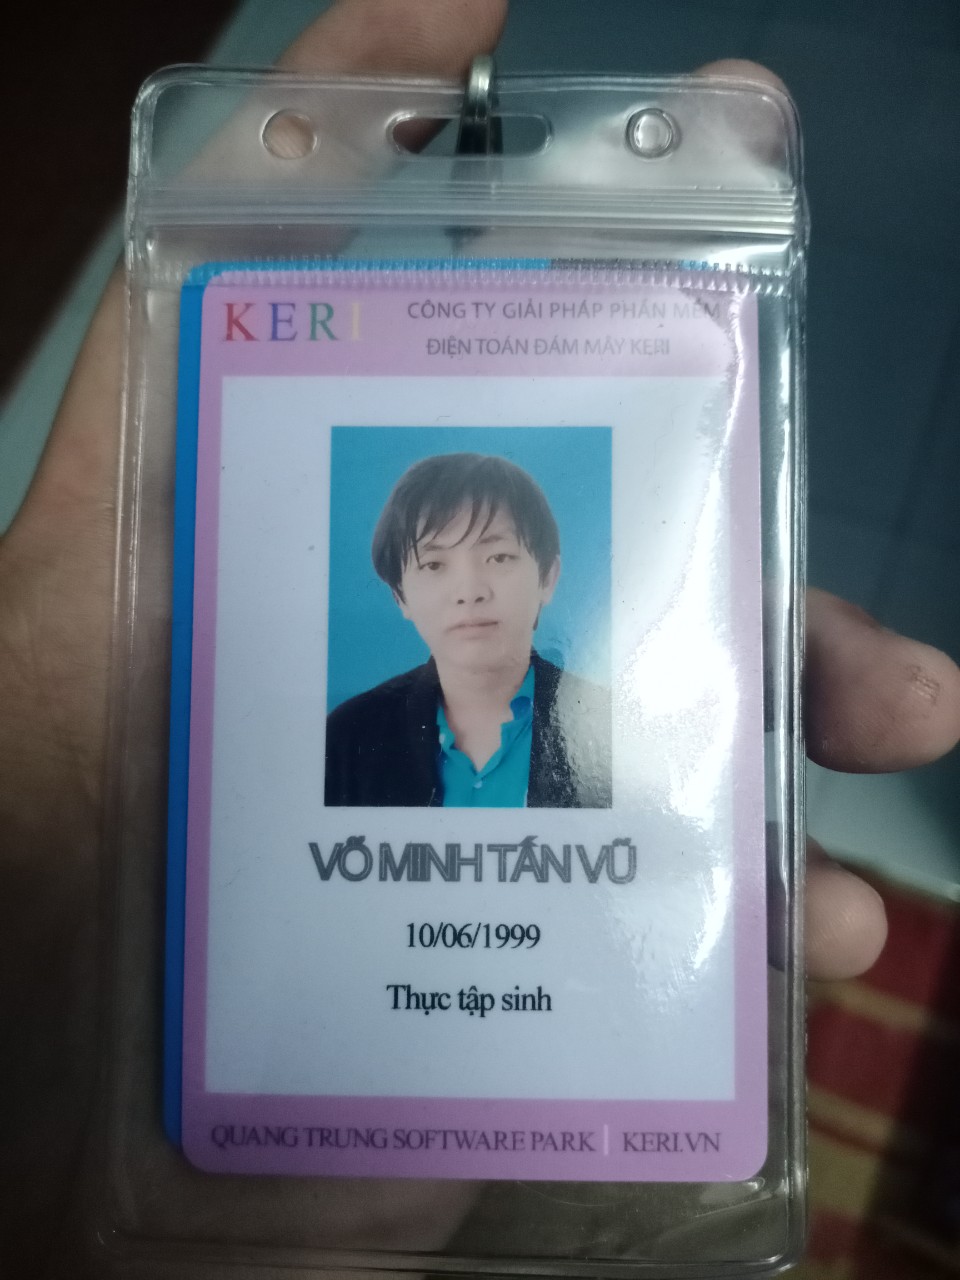 KERI
CÔNG TY GIẢI PHÁP PHẦN MỀM
ĐIỆN TOÁN ĐÁM MÂY KERI
VÕ MINH TẤN VŨ
10/06/1999
Thực tập sinh
QUANG TRUNG SOFTWARE PARK | KERI.VN